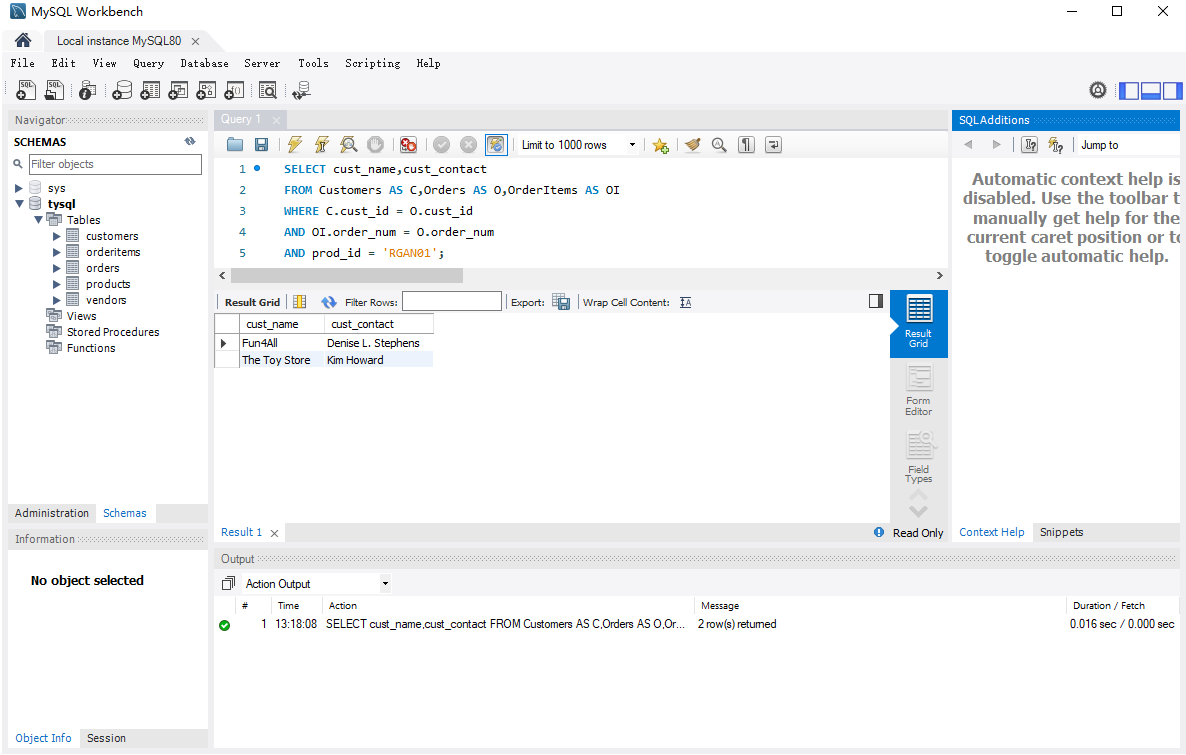 MySQL Workbench
Local instance MySQL80
File Edit View Query Database Server Tools Scripting Help
Navigator
SCHEMAS
Filter objects
sys
tysql
Tables
customers
orderitems
orders
products
vendors
Views
Stored Procedures
Functions
Administration Schemas
Information
No object selected
Object Info Session
Query 1
Limit to 1000 rows
1 SELECT cust_name,cust_contact
2 FROM Customers AS C,Orders AS O,OrderItems AS OI
3 WHERE C.cust_id = O.cust_id
4 AND OI.order_num = O.order_num
5 AND prod_id = 'RGAN01';
Result Grid Filter Rows: Export: Wrap Cell Content:
cust_name cust_contact
Fun4All Denise L. Stephens
The Toy Store Kim Howard
Result
Grid
Form
Editor
Field
Types
Result 1 Read Only
SQLAdditions
Jump to
Automatic context help is
disabled. Use the toolbar t
manually get help for the
current caret position or to
toggle automatic help.
Context Help Snippets
Output
Action Output
# Time Action Message Duration / Fetch
1 13:18:08 SELECT cust_name,cust_contact FROM Customers AS C,Orders AS O,Or... 2 row(s) returned 0.016 sec / 0.000 sec